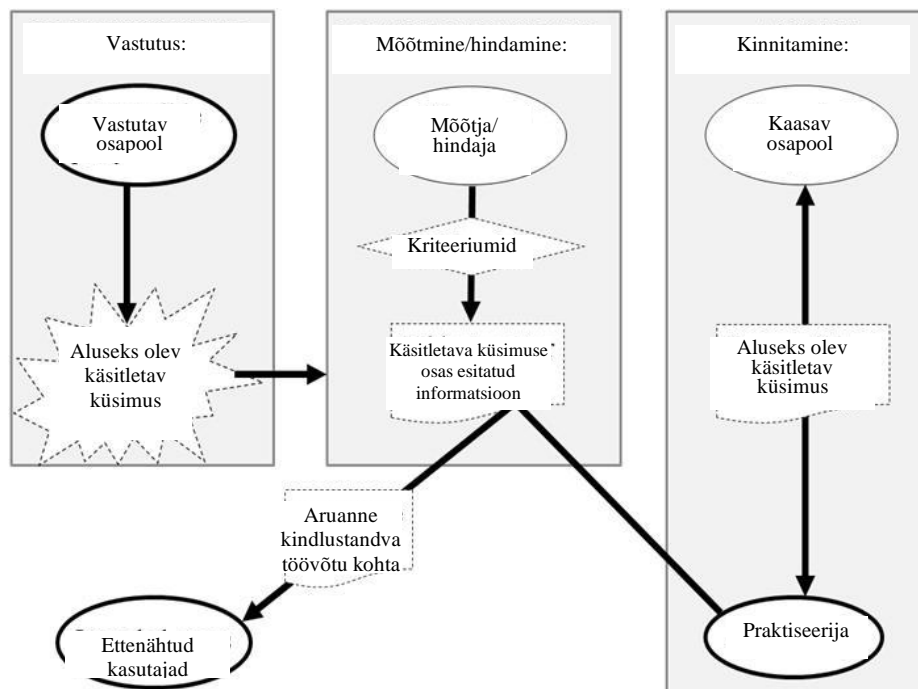 Vastutus:
Vastutav
osapool
Aluseks olev
käsitletav
küsimus
Mõõtmine/hindamine:
Mõõtja/
hindaja
Kriteeriumid
Käsitletava küsimuse*
osas esitatud
informatsioon
Kinnitamine:
Kaasav
osapool
Aluseks olev
käsitletav
küsimus
Praktiseerija
Aruanne
kindlustandva
töövõtu kohta
Ettenähtud
kasutajad